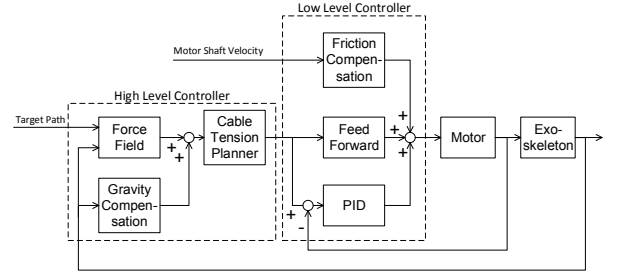 Low Level Controller
Motor Shaft Velocity
Friction
Compen-
sation
High Level Controller
Target Path
Force
Field
Cable
Tension
Planner
Feed
Forward
Motor
Exo-
skeleton
+
+
+
+
+
Gravity
Compen-
sation
PID
+
-